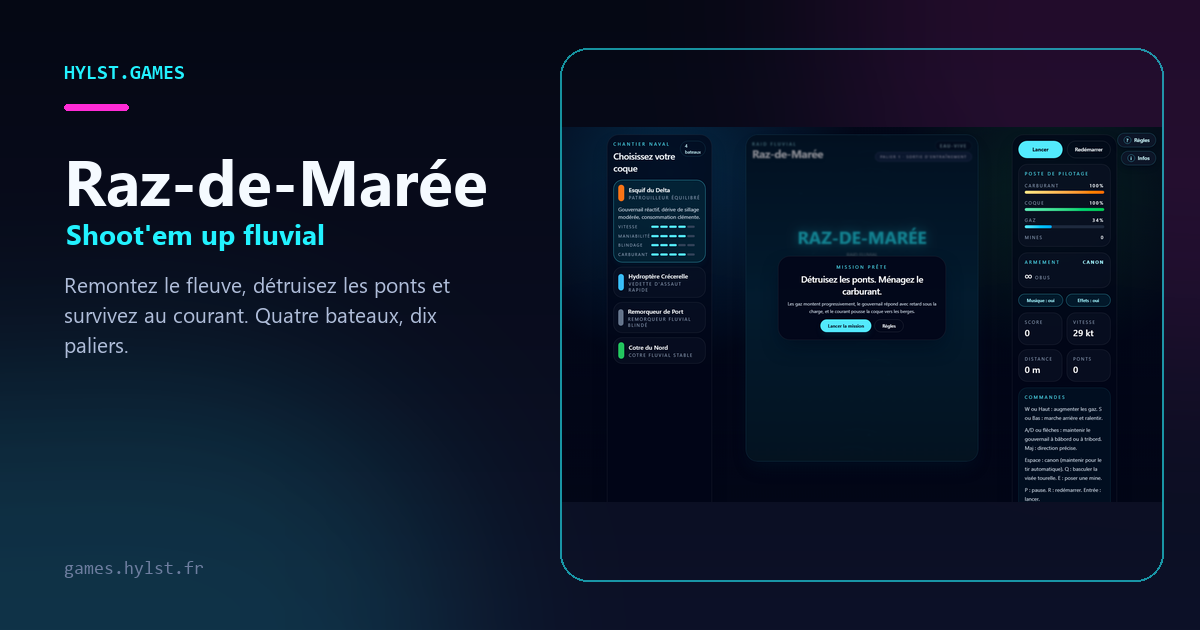 HYLST.GAMES
Raz-de-Marée
Shoot'em up fluvial
Remontez le fleuve, détruisez les ponts et
survivez au courant. Quatre bateaux, dix
paliers.
games.hylst.fr
CHANTIER NAVAL
Choisissez votre
coque
4
bateaux
Esquif du Delta
PATROUILLEUR ÉQUILIBRÉ
Gouvernail réactif, dérive de sillage
modérée, consommation clémente.
VITESSE
MANIABILITÉ
BLINDAGE
CARBURANT
Hydroptère Crécerelle
VEDETTE D'ASSAUT
RAPIDE
Remorqueur de Port
REMORQUEUR FLUVIAL
BLINDÉ
Cotre du Nord
COTRE FLUVIAL STABLE
RAID FLUVIAL
Raz-de-Marée
RAZ-DE-MARÉE
MISSION PRÊTE
Détruisez les ponts. Ménagez le
carburant.
Les gaz montent progressivement, le gouvernail répond avec retard sous la
charge, et le courant pousse la coque vers les berges.
Lancer la mission
Règles
Lancer
Redémarrer
POSTE DE PILOTAGE
CARBURANT 100%
COQUE 100%
GAZ 34%
MINES 0
ARMEMENT CANON
∞ OBUS
Musique : oui
Effets : oui
SCORE
0
VITESSE
29 kt
DISTANCE
0 m
PONTS
0
COMMANDES
W ou Haut : augmenter les gaz. S
ou Bas : marche arrière et ralentir.
A/D ou flèches : maintenir le
gouvernail à bâbord ou à tribord.
Maj : direction précise.
Espace : canon (maintenir pour le
tir automatique). Q : basculer la
visée tourelle. E : poser une mine.
P : pause. R : redémarrer. Entrée :
lancer.
? Règles
i Infos